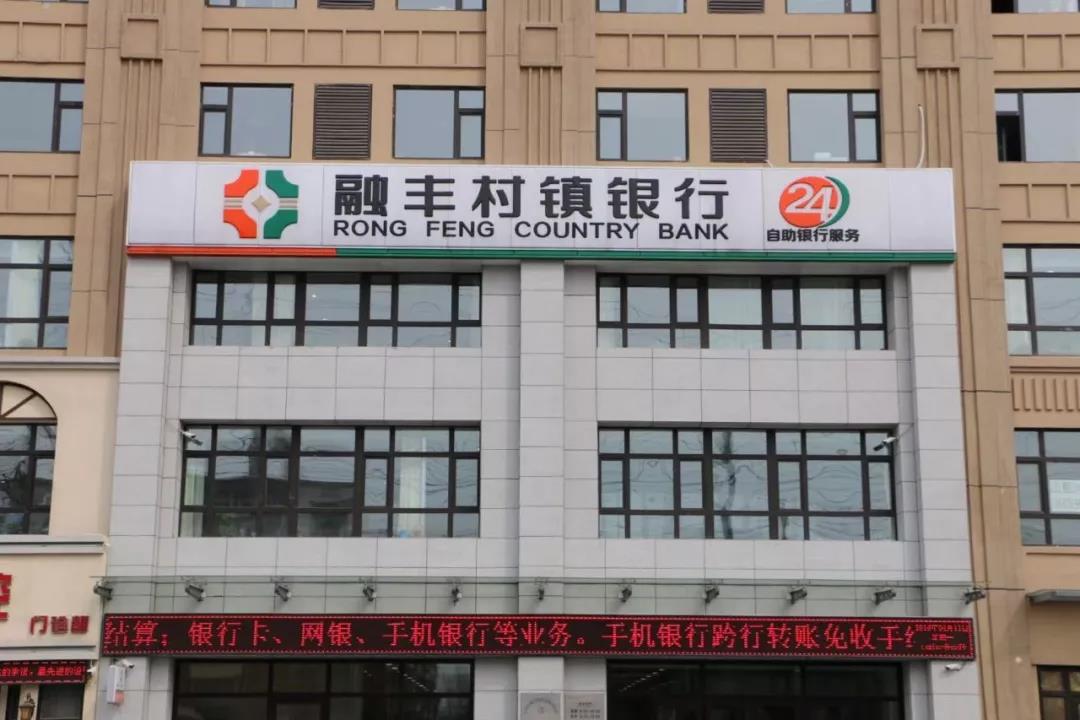 融丰村镇银行
RONG FENG COUNTRY BANK
24
自助银行服务
结算；银行卡、网银、手机银行等业务。手机银行跨行转账免收手
门诊部